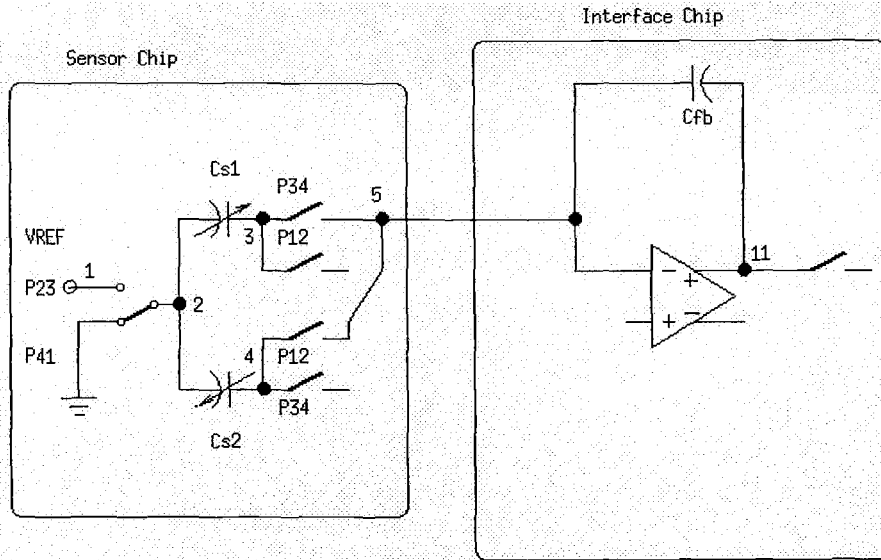 Interface Chip
Sensor Chip
Cfb
Cs1
P34
5
3
P12
VREF
1
P23
2
11
P41
4
P12
P34
Cs2
- +
+ -